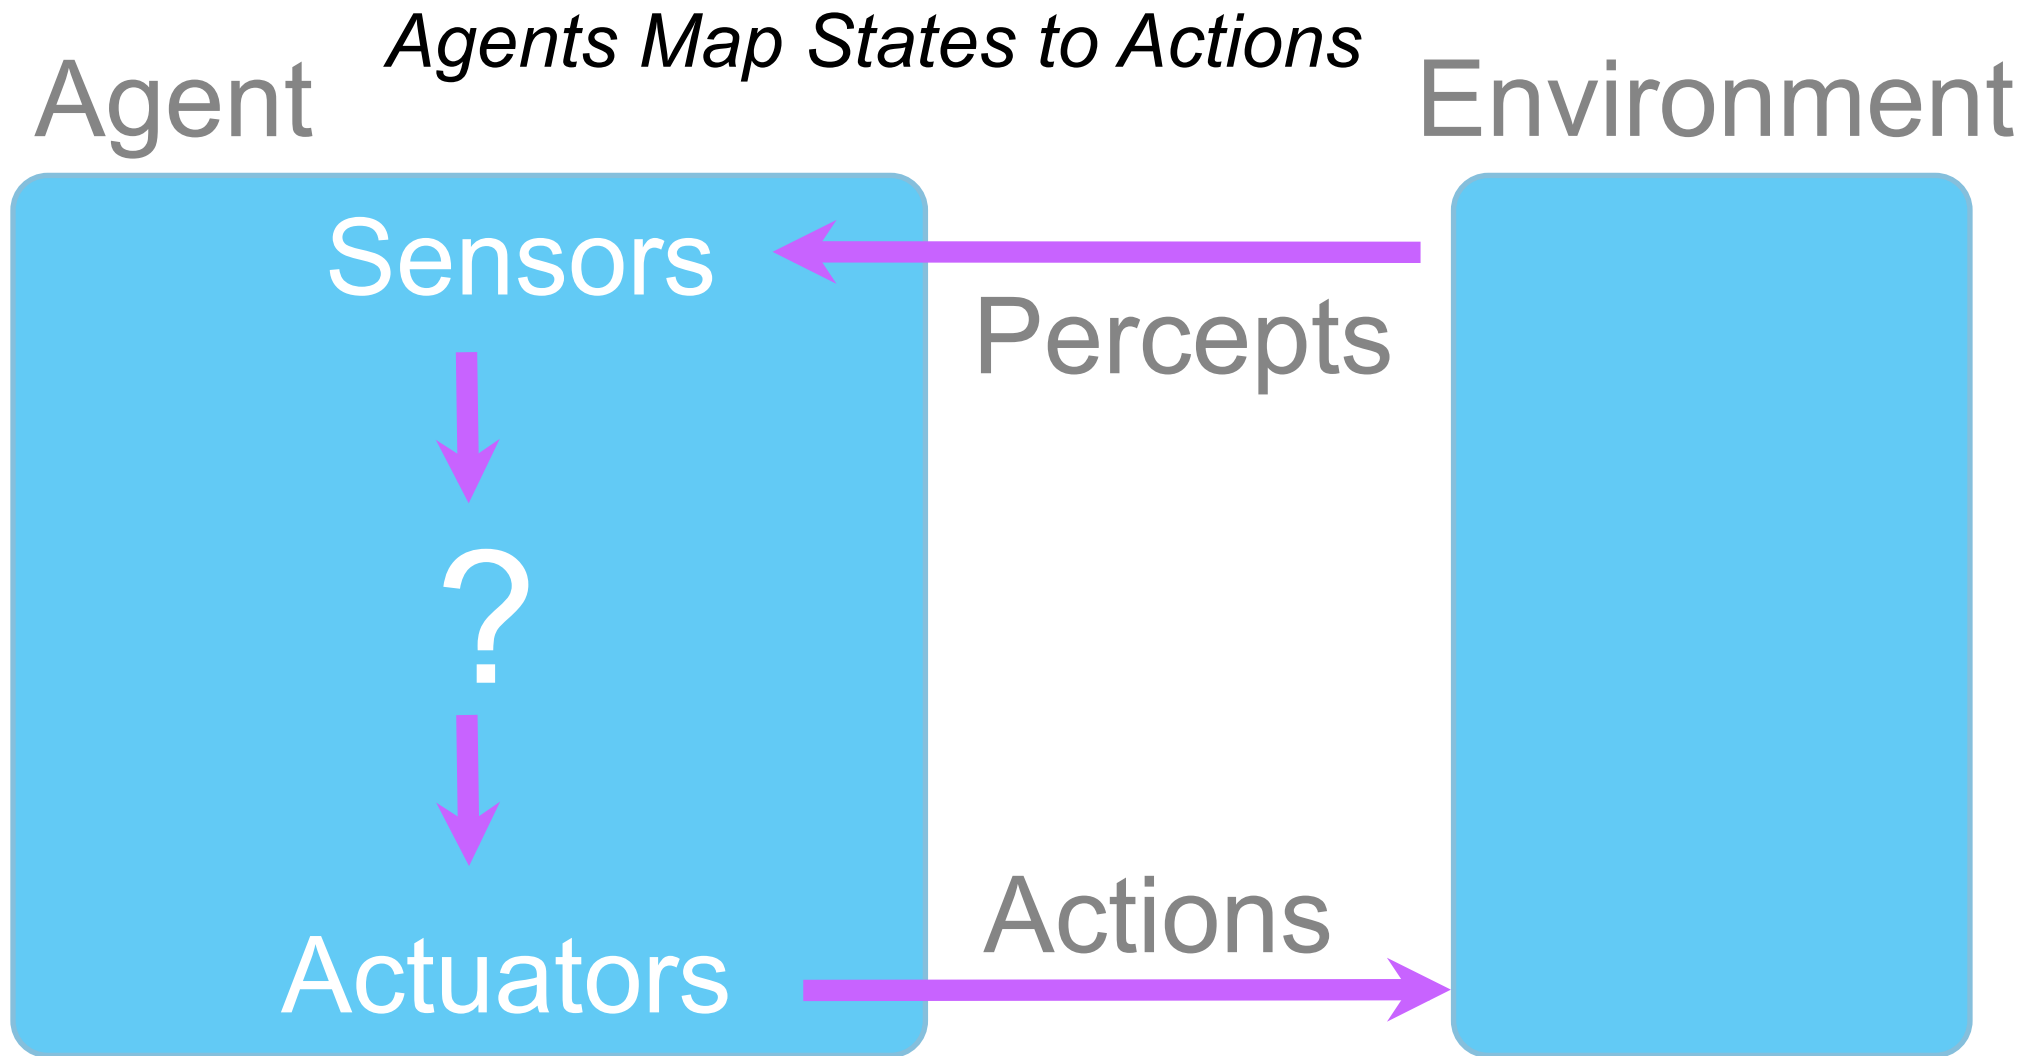 Agents Map States to Actions
Agent
Environment
Sensors
Percepts
?
Actions
Actuators